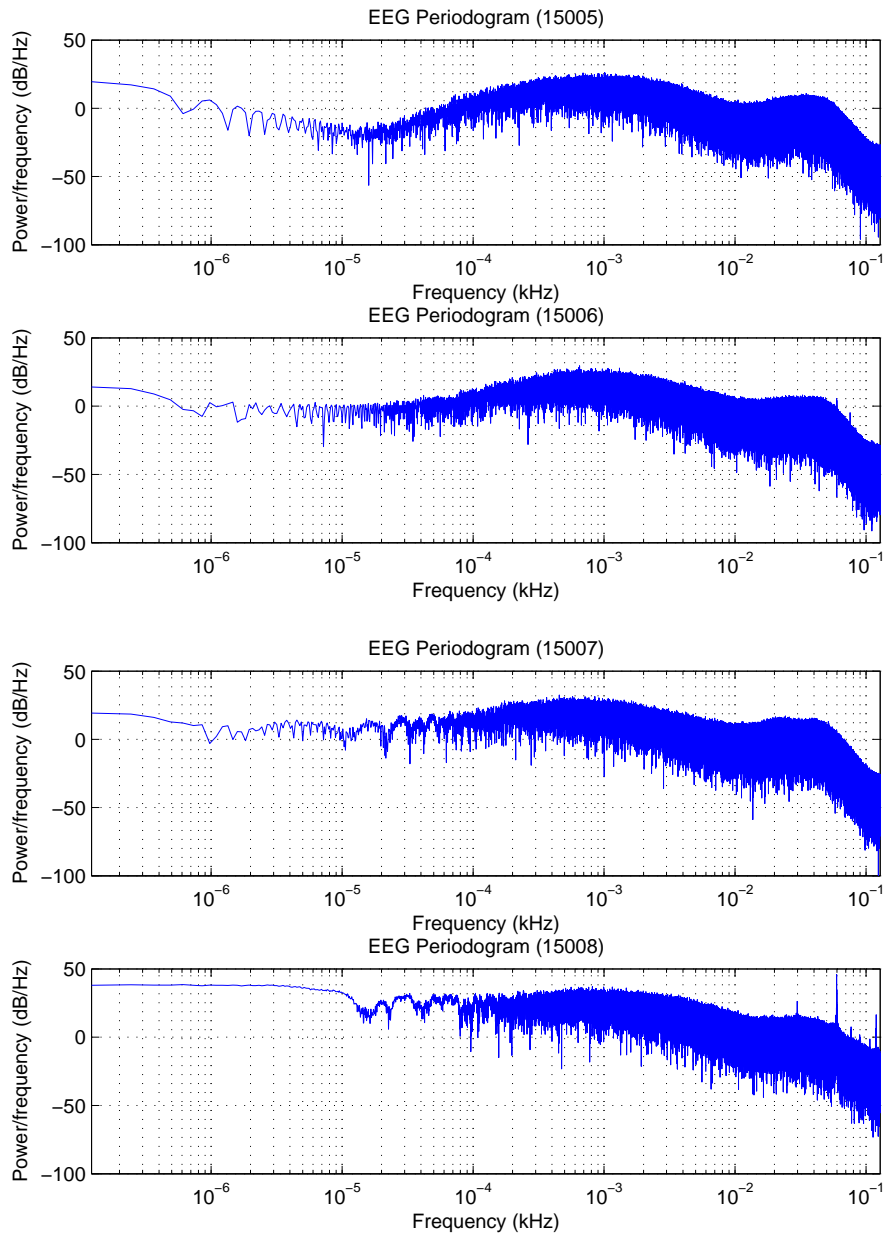 EEG Periodogram (15005)
Power/frequency (dB/Hz)
50
0
−50
−100
10−6 10−5 10−4 10−3 10−2 10−1
Frequency (kHz)
EEG Periodogram (15006)
Power/frequency (dB/Hz)
50
0
−50
−100
10−6 10−5 10−4 10−3 10−2 10−1
Frequency (kHz)
EEG Periodogram (15007)
Power/frequency (dB/Hz)
50
0
−50
−100
10−6 10−5 10−4 10−3 10−2 10−1
Frequency (kHz)
EEG Periodogram (15008)
Power/frequency (dB/Hz)
50
0
−50
−100
10−6 10−5 10−4 10−3 10−2 10−1
Frequency (kHz)